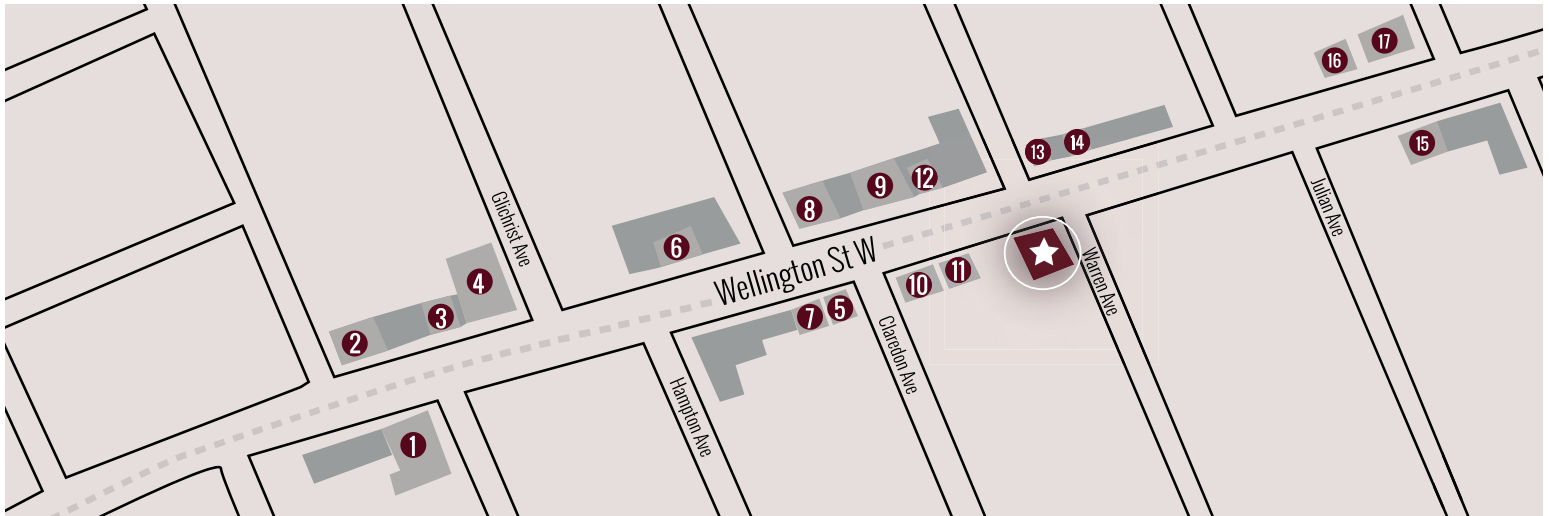 17
16
15
13
14
12
9
8
6
Gilchrist Ave
4
3
2
Wellington St W
11
10
7
5
Warren Ave
Julian Ave
Claredon Ave
Hampton Ave
1